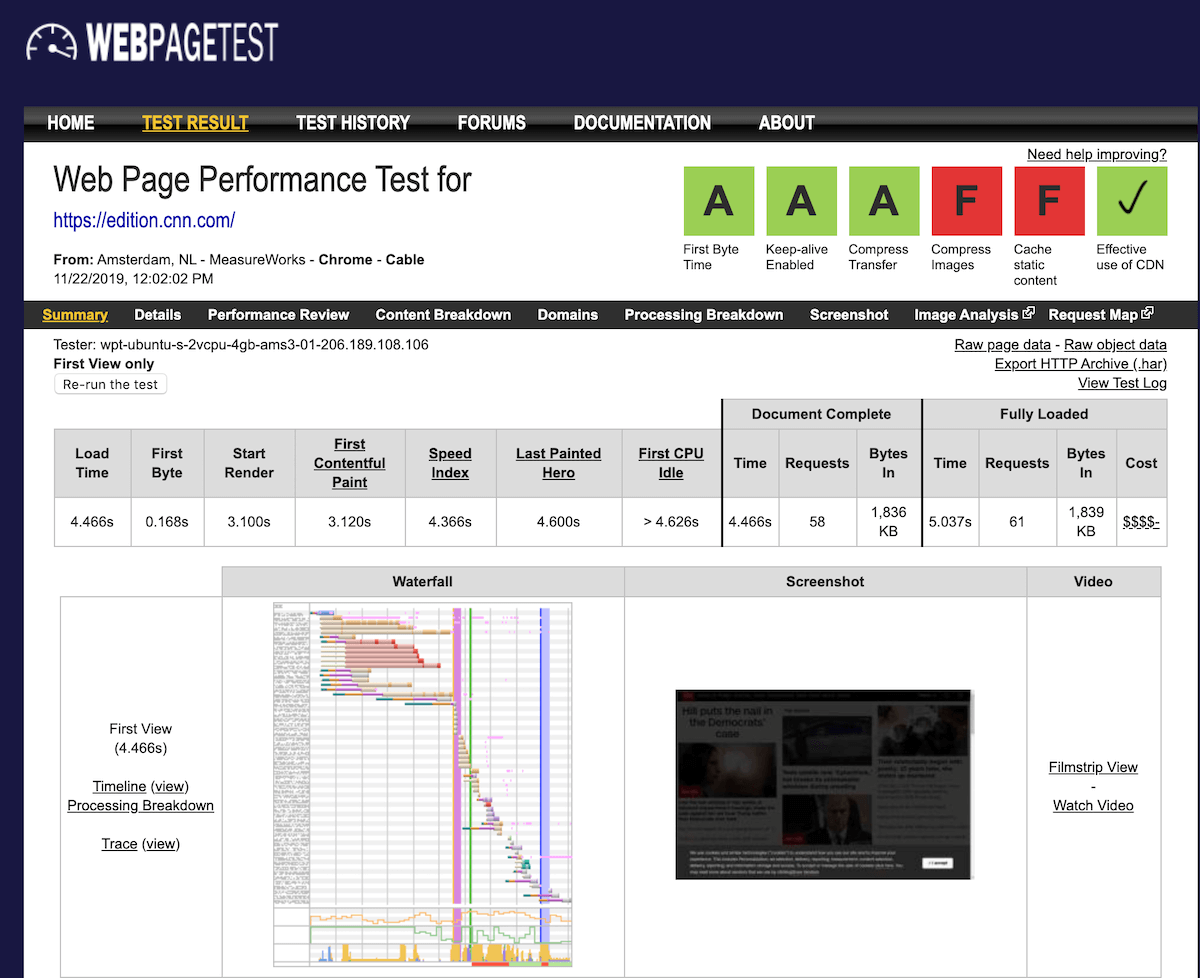 WEBPAGETEST
HOME TEST RESULT TEST HISTORY FORUMS DOCUMENTATION ABOUT
Need help improving?
Web Page Performance Test for
https://edition.cnn.com/
From: Amsterdam, NL - MeasureWorks - Chrome - Cable
11/22/2019, 12:02:02 PM
A A A F F ✓
First Byte Time
Keep-alive Enabled
Compress Transfer
Compress Images
Cache static content
Effective use of CDN
Summary Details Performance Review Content Breakdown Domains Processing Breakdown Screenshot Image Analysis Request Map
Tester: wpt-ubuntu-s-2vcpu-4gb-ams3-01-206.189.108.106
First View only
Re-run the test
Raw page data - Raw object data
Export HTTP Archive (.har)
View Test Log
Document Complete Fully Loaded
Load Time First Byte Start Render First Contentful Paint Speed Index Last Painted Hero First CPU Idle Time Requests Bytes In Time Requests Bytes In Cost
4.466s 0.168s 3.100s 3.120s 4.366s 4.600s > 4.626s 4.466s 58 1,836 KB 5.037s 61 1,839 KB $$$$-
Waterfall Screenshot Video
First View
(4.466s)
Timeline (view)
Processing Breakdown
Trace (view)
Hili puts the nail in
the Democrats'
case
Filmstrip View
-
Watch Video